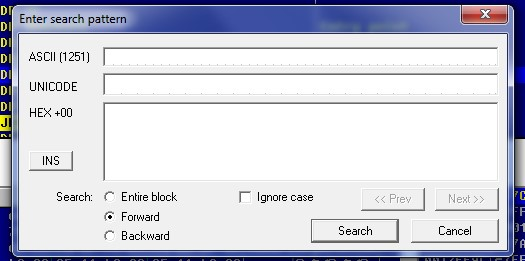 Enter search pattern
ASCII (1251)
UNICODE
HEX +00
INS
Search:
Entire block
Ignore case
<< Prev
Next >>
Forward
Search
Cancel
Backward